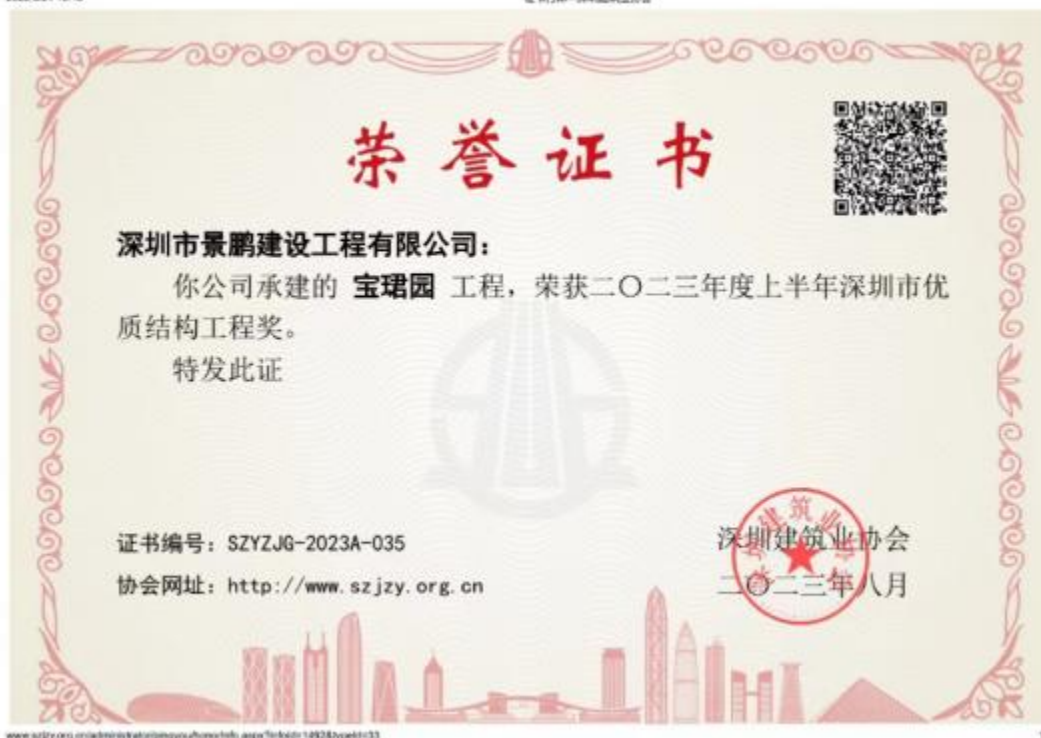 荣誉证书
深圳市景鹏建设工程有限公司：
你公司承建的 宝珺园 工程，荣获二〇二三年度上半年深圳市优
质结构工程奖。
特发此证
证书编号：SZYZJG-2023A-035
深圳建筑业协会
协会网址：http://www.szjzy.org.cn
二〇二三年八月